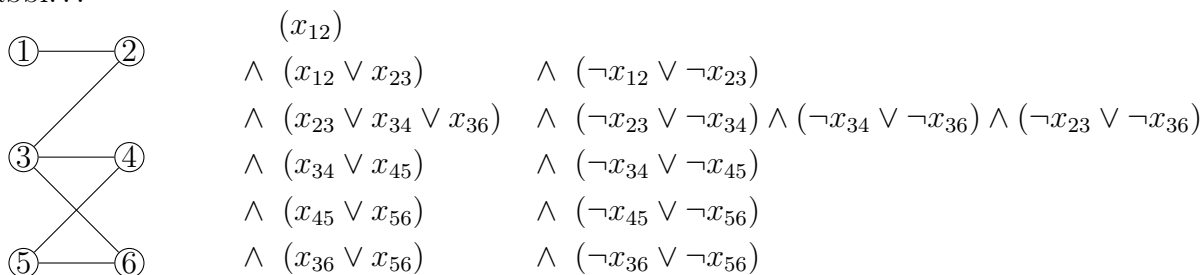 (x₁₂)
① ② ∧ (x₁₂ ∨ x₂₃) ∧ (¬x₁₂ ∨ ¬x₂₃)
∧ (x₂₃ ∨ x₃₄ ∨ x₃₆) ∧ (¬x₂₃ ∨ ¬x₃₄) ∧ (¬x₃₄ ∨ ¬x₃₆) ∧ (¬x₂₃ ∨ ¬x₃₆)
③ ④ ∧ (x₃₄ ∨ x₄₅) ∧ (¬x₃₄ ∨ ¬x₄₅)
∧ (x₄₅ ∨ x₅₆) ∧ (¬x₄₅ ∨ ¬x₅₆)
⑤ ⑥ ∧ (x₃₆ ∨ x₅₆) ∧ (¬x₃₆ ∨ ¬x₅₆)